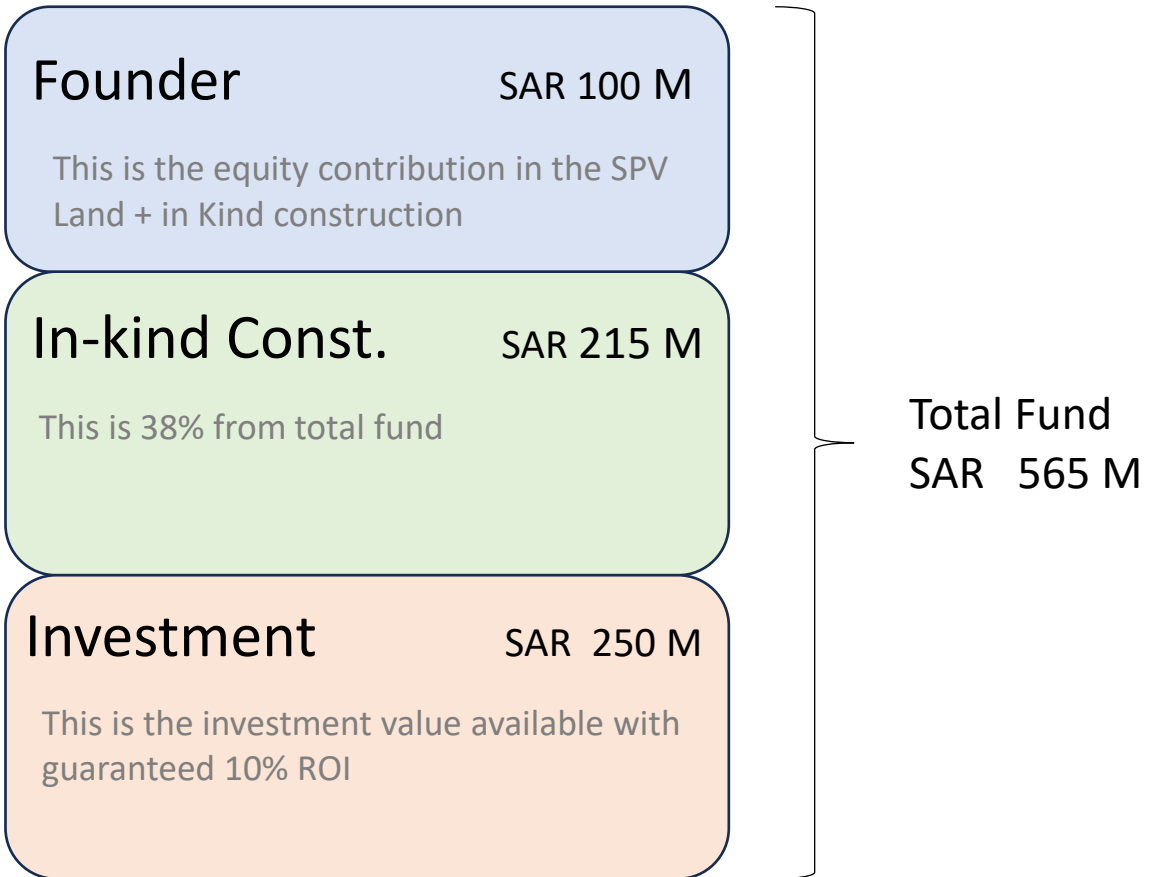 Founder SAR 100 M
This is the equity contribution in the SPV
Land + in Kind construction
In-kind Const. SAR 215 M
This is 38% from total fund
Investment SAR 250 M
This is the investment value available with
guaranteed 10% ROI
Total Fund
SAR 565 M